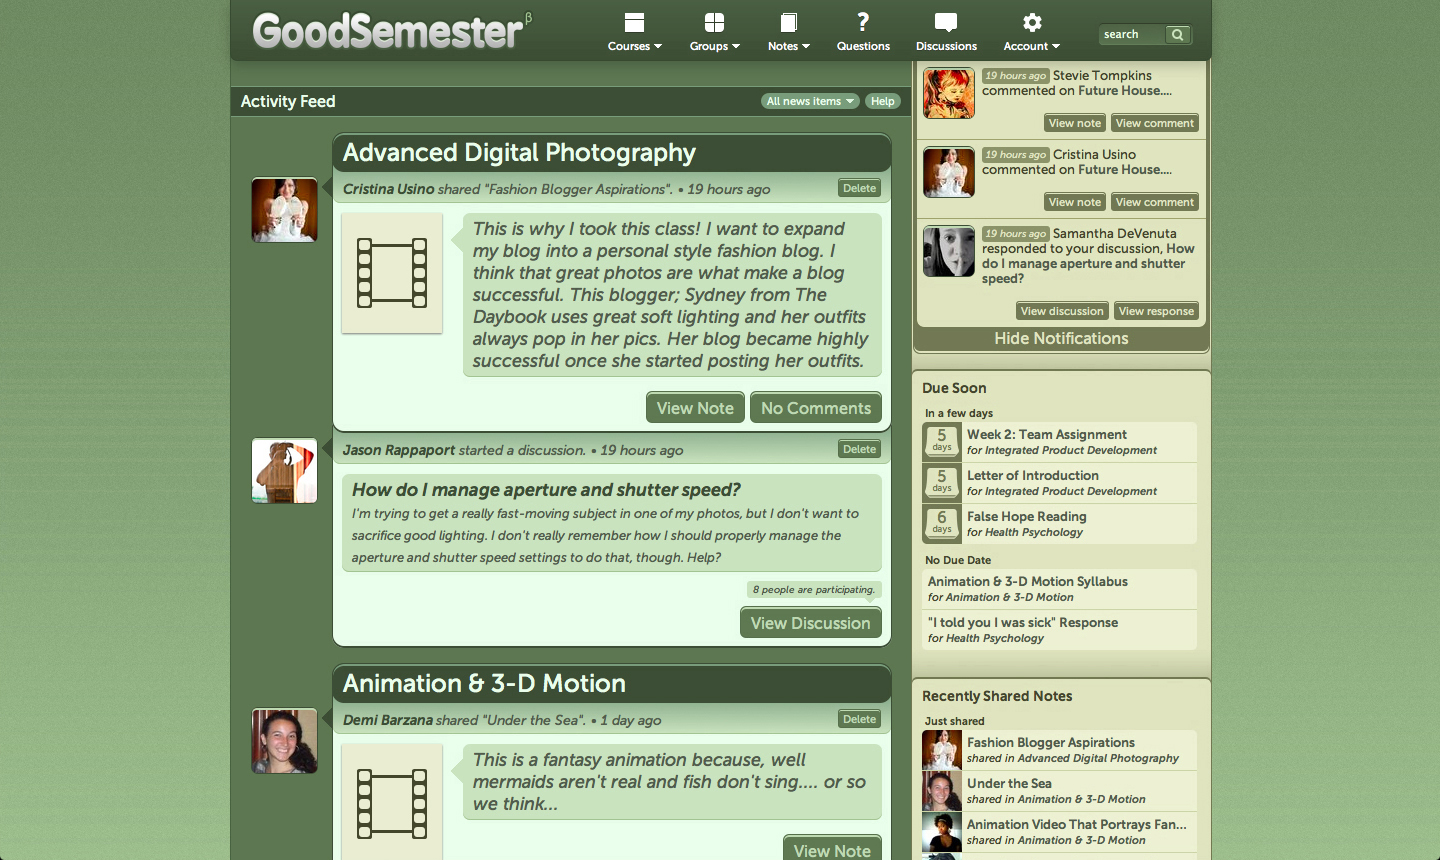 GoodSemester β
Courses
Groups
Notes
?
Questions
Discussions
Account
search
Activity Feed
All news items
Help
Advanced Digital Photography
Cristina Usino shared "Fashion Blogger Aspirations". • 19 hours ago
Delete
This is why I took this class! I want to expand
my blog into a personal style fashion blog. I
think that great photos are what make a blog
successful. This blogger; Sydney from The
Daybook uses great soft lighting and her outfits
always pop in her pics. Her blog became highly
successful once she started posting her outfits.
View Note
No Comments
Jason Rappaport started a discussion. • 19 hours ago
Delete
How do I manage aperture and shutter speed?
I'm trying to get a really fast-moving subject in one of my photos, but I don't want to
sacrifice good lighting. I don't really remember how I should properly manage the
aperture and shutter speed settings to do that, though. Help?
8 people are participating.
View Discussion
Animation & 3-D Motion
Demi Barzana shared "Under the Sea". • 1 day ago
Delete
This is a fantasy animation because, well
mermaids aren't real and fish don't sing.... or so
we think...
View Note
19 hours ago Stevie Tompkins
commented on Future House....
View note
View comment
19 hours ago Cristina Usino
commented on Future House....
View note
View comment
19 hours ago Samantha DeVenuta
responded to your discussion, How
do I manage aperture and shutter
speed?
View discussion
View response
Hide Notifications
Due Soon
In a few days
5 days
Week 2: Team Assignment
for Integrated Product Development
5 days
Letter of Introduction
for Integrated Product Development
6 days
False Hope Reading
for Health Psychology
No Due Date
Animation & 3-D Motion Syllabus
for Animation & 3-D Motion
"I told you I was sick" Response
for Health Psychology
Recently Shared Notes
Just shared
Fashion Blogger Aspirations
shared in Advanced Digital Photography
Under the Sea
shared in Animation & 3-D Motion
Animation Video That Portrays Fan...
shared in Animation & 3-D Motion